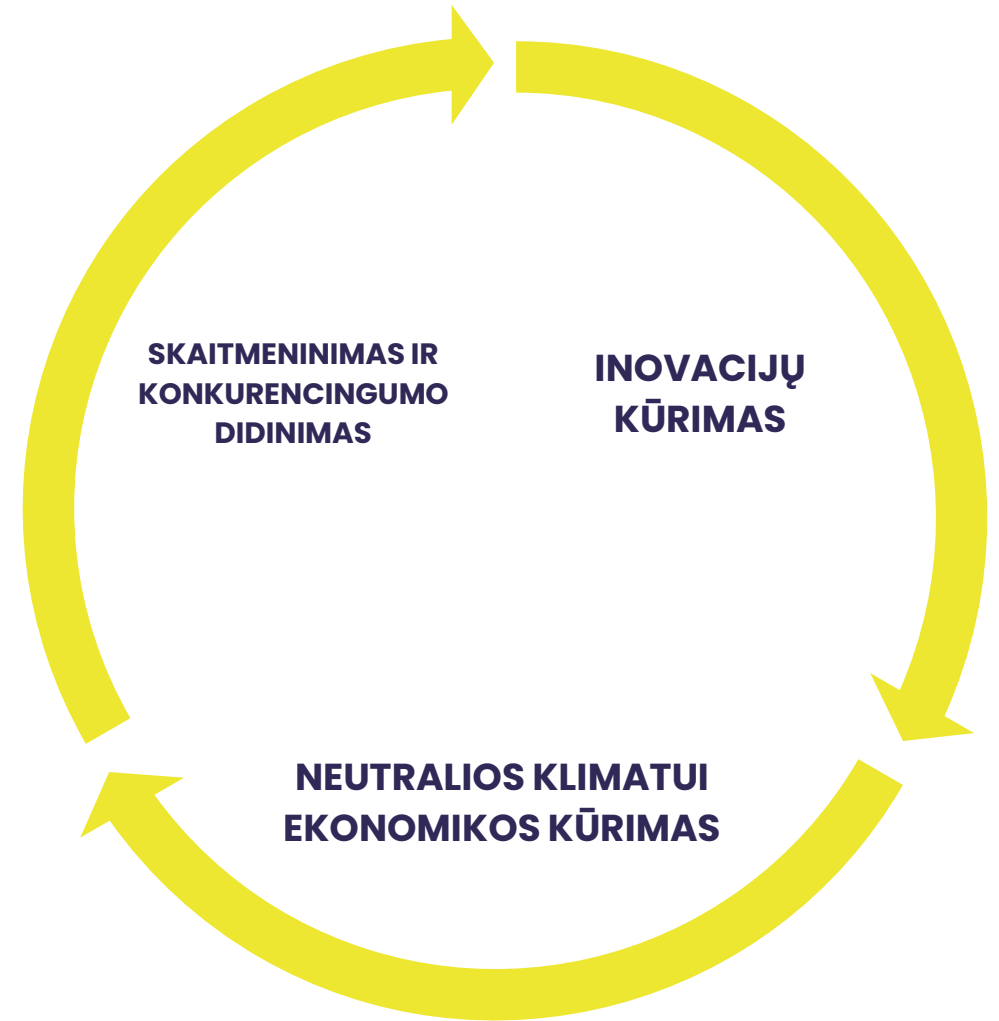 SKAITMENINIMAS IR
KONKURENCINGUMO
DIDINIMAS
INOVACIJŲ
KŪRIMAS
NEUTRALIOS KLIMATUI
EKONOMIKOS KŪRIMAS